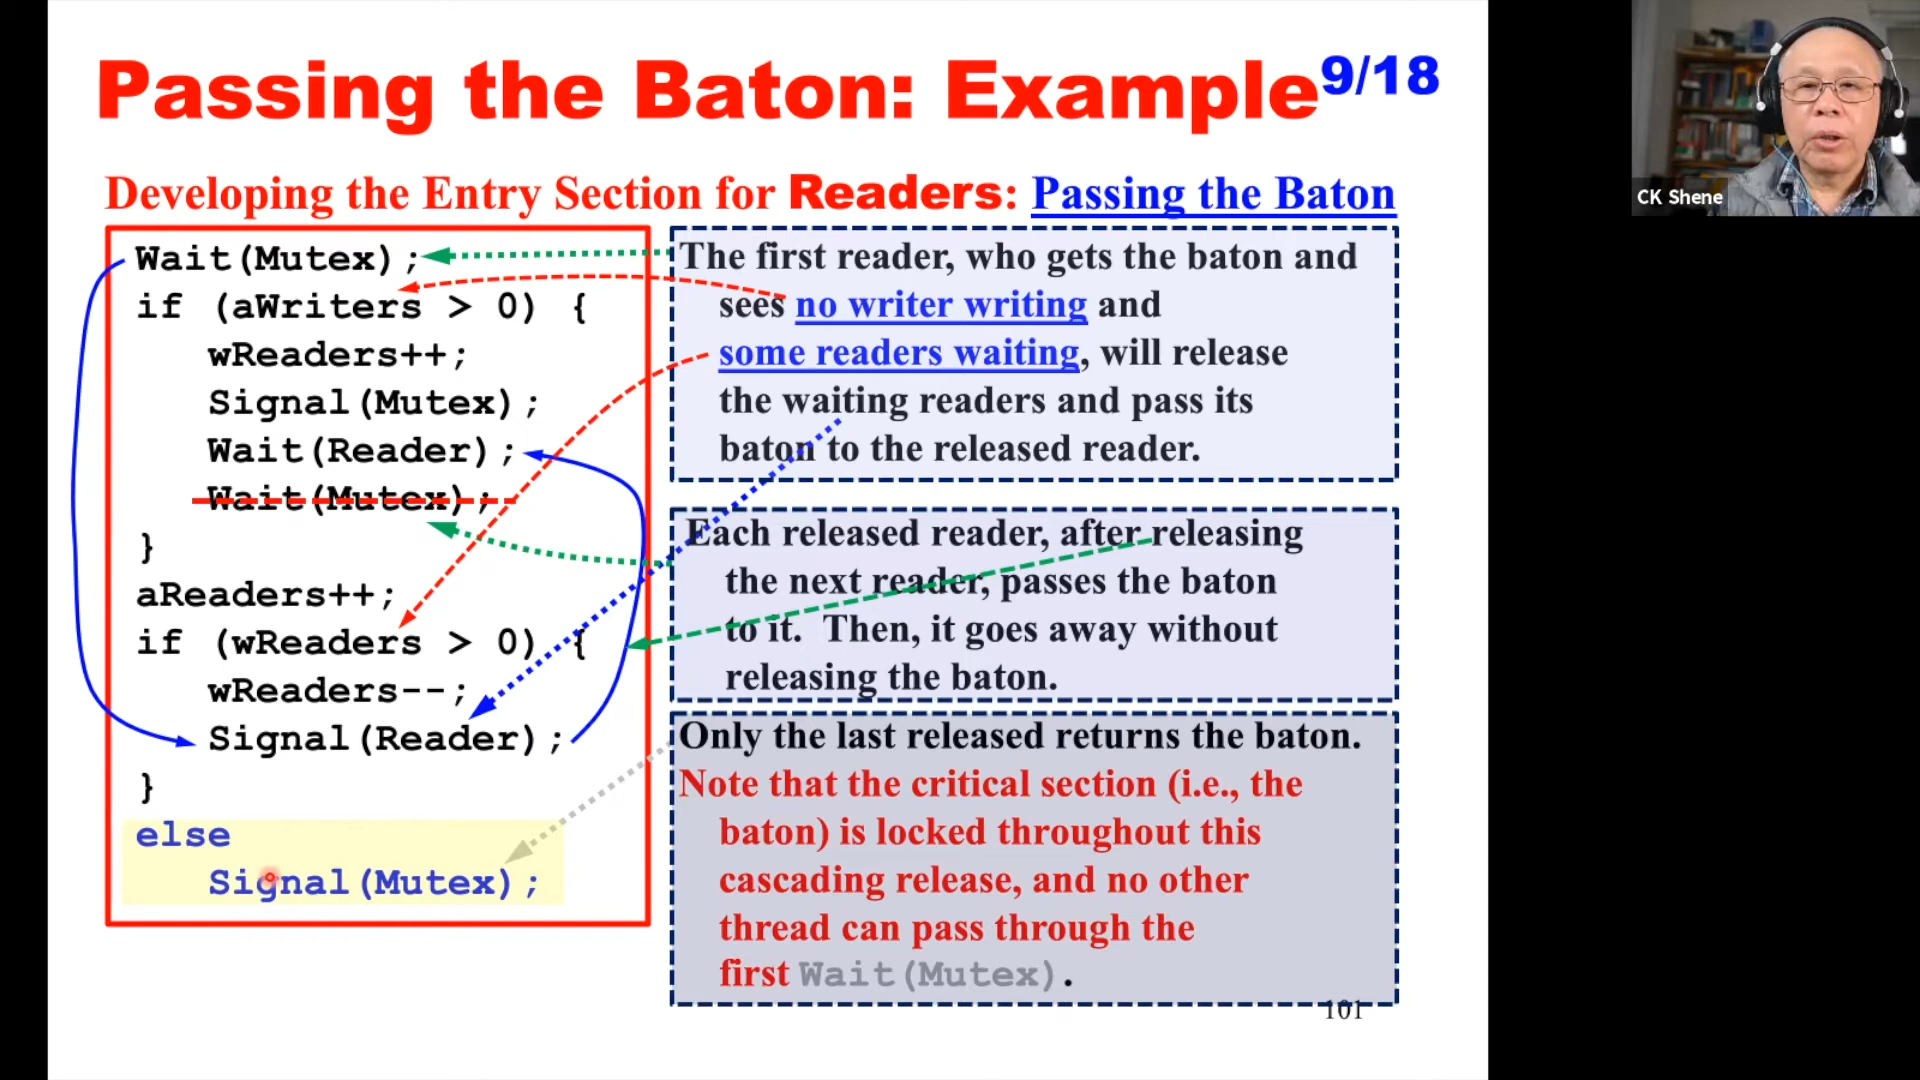 Passing the Baton: Example 9/18
CK Shene
Developing the Entry Section for Readers: Passing the Baton
Wait(Mutex);
if (aWriters > 0) {
wReaders++;
Signal(Mutex);
Wait(Reader);
Wait(Mutex);
}
aReaders++;
if (wReaders > 0) {
wReaders--;
Signal(Reader);
}
else
Signal(Mutex);
The first reader, who gets the baton and
sees no writer writing and
some readers waiting, will release
the waiting readers and pass its
baton to the released reader.
Each released reader, after releasing
the next reader, passes the baton
to it. Then, it goes away without
releasing the baton.
Only the last released returns the baton.
Note that the critical section (i.e., the
baton) is locked throughout this
cascading release, and no other
thread can pass through the
first Wait(Mutex).
101